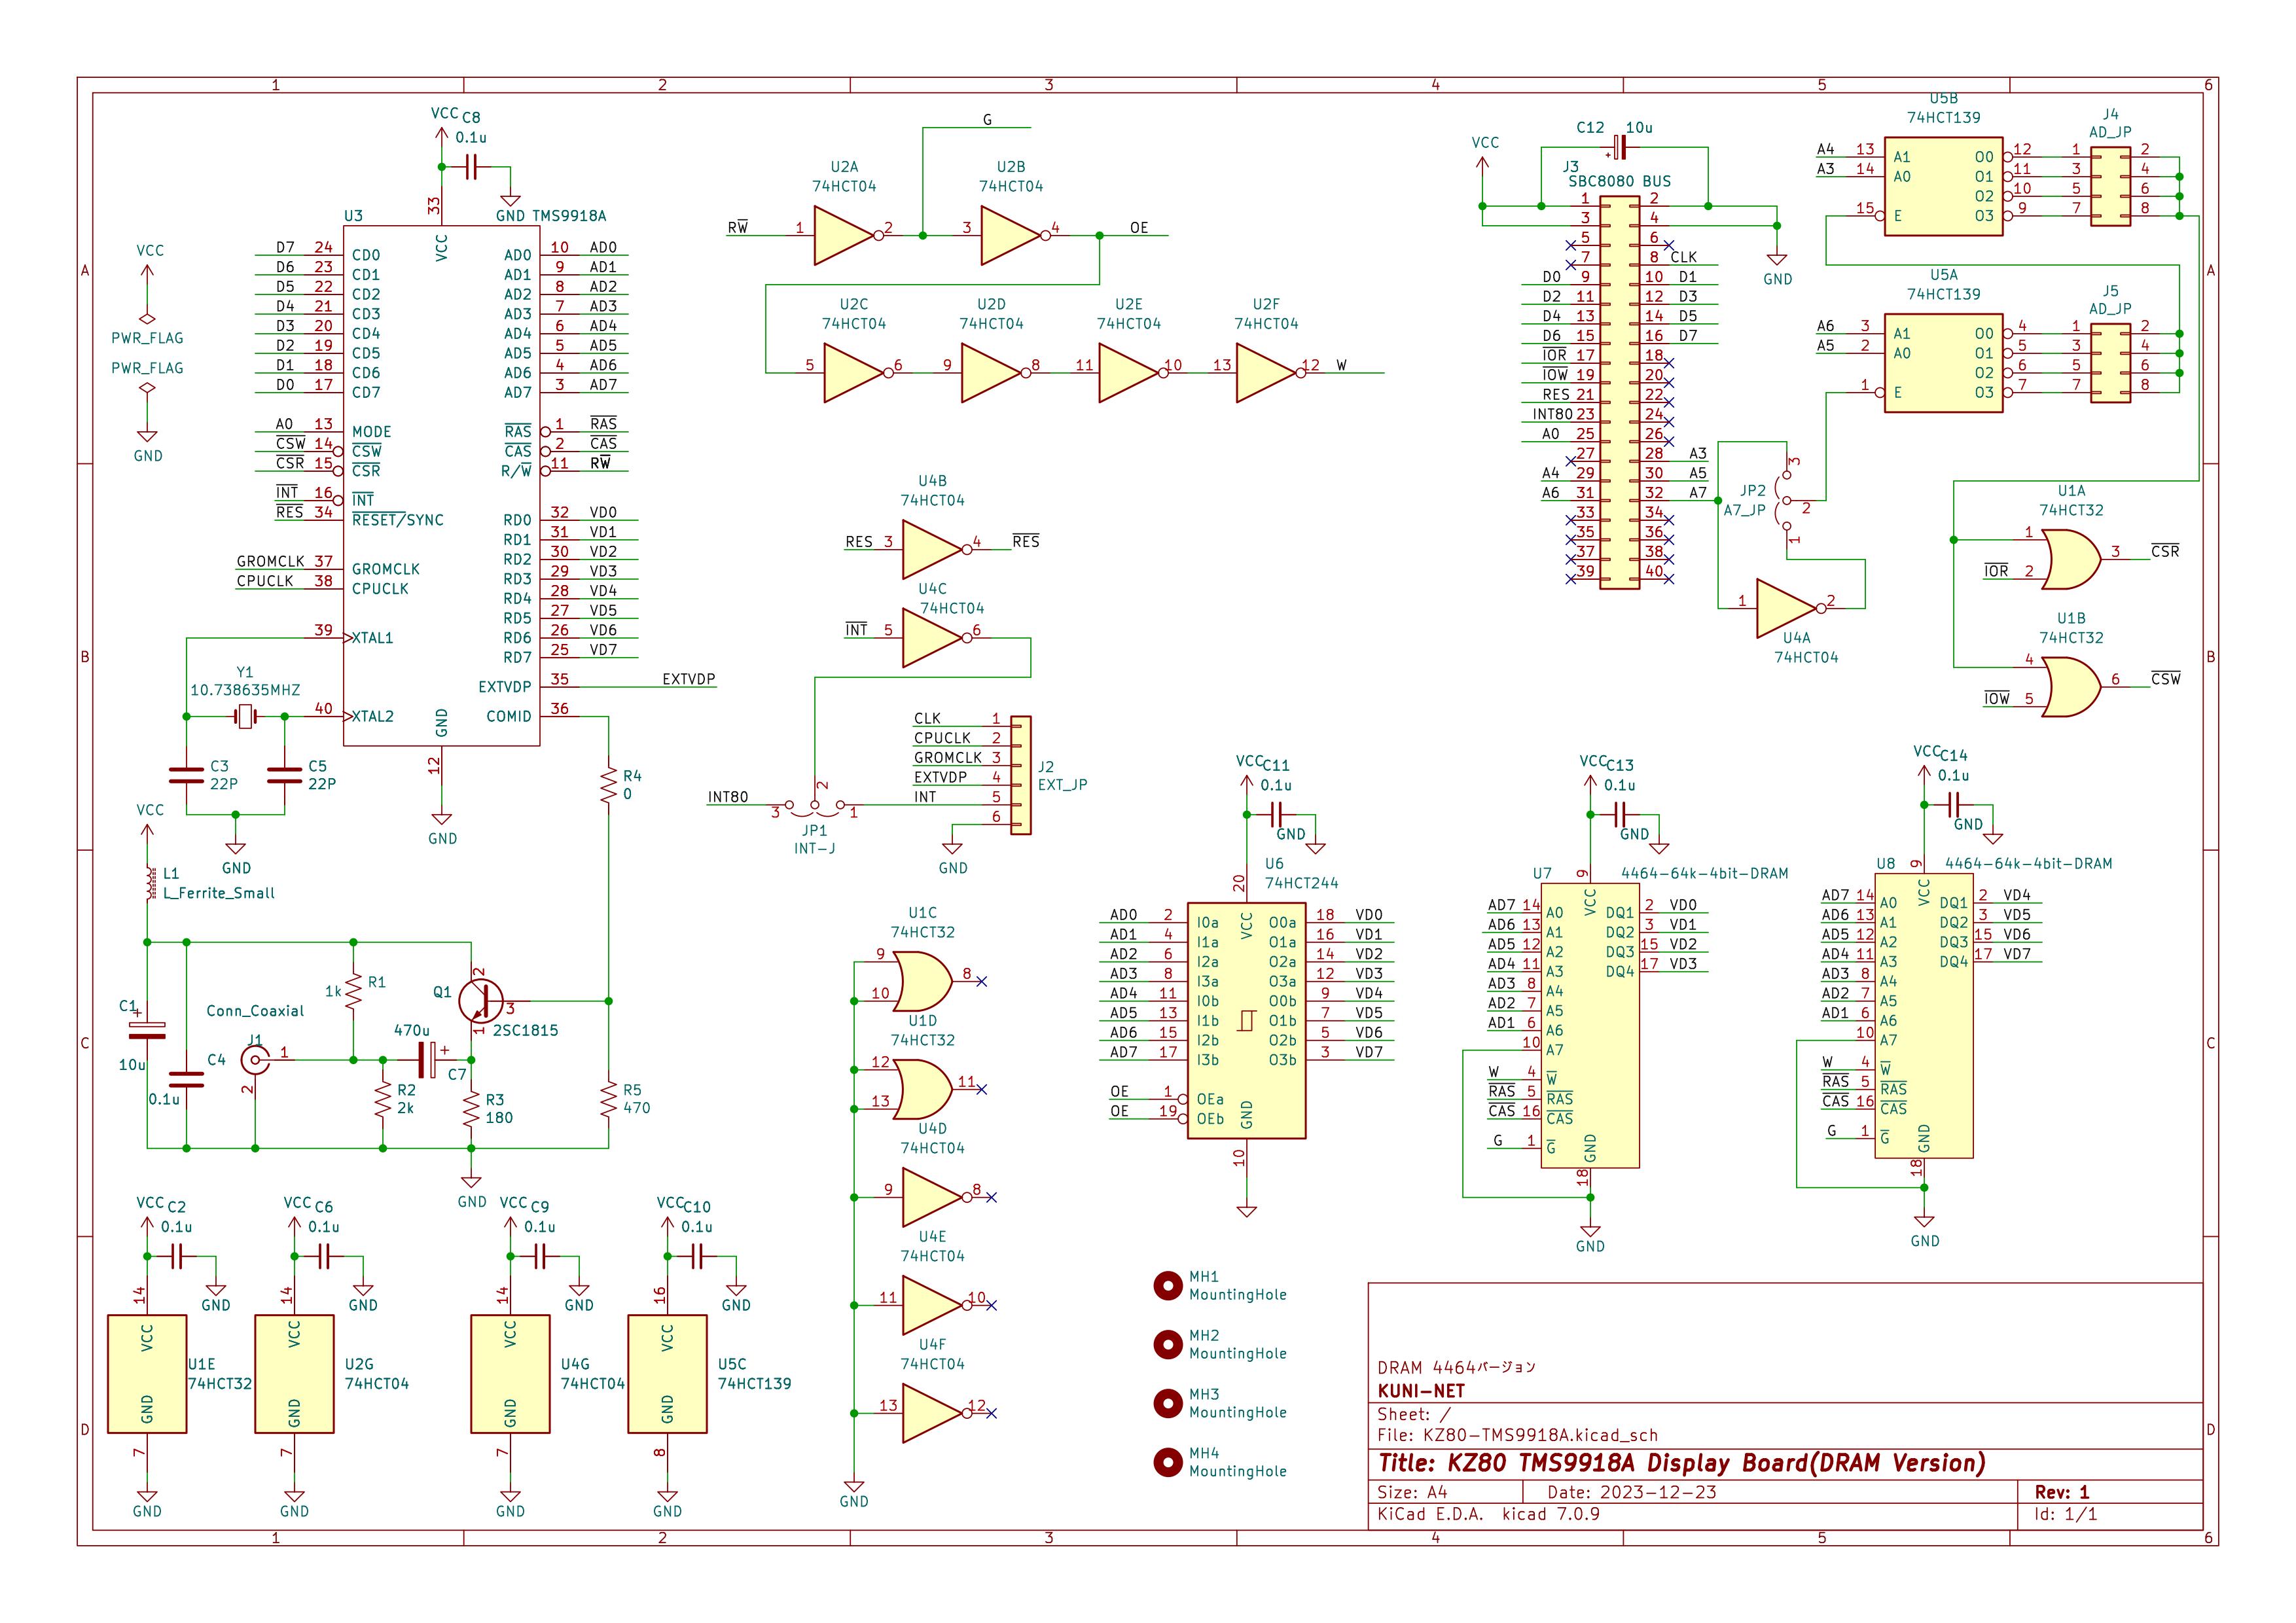 1 2 3 4 5 6
A
B
C
D
VCC C8
0.1u
33
GND
U3
TMS9918A
VCC
D7 24 CD0
D6 23 CD1
D5 22 CD2
D4 21 CD3
D3 20 CD4
D2 19 CD5
D1 18 CD6
D0 17 CD7
A0 13 MODE
CSW 14 CSW
CSR 15 CSR
INT 16 INT
RES 34 RESET/SYNC
GROMCLK 37 GROMCLK
CPUCLK 38 CPUCLK
39 XTAL1
40 XTAL2
AD0 10 AD0
AD1 9 AD1
AD2 8 AD2
AD3 7 AD3
AD4 6 AD4
AD5 5 AD5
AD6 4 AD6
AD7 3 AD7
RAS 1 RAS
CAS 2 CAS
R/W 11 RW
RD0 32 VD0
RD1 31 VD1
RD2 30 VD2
RD3 29 VD3
RD4 28 VD4
RD5 27 VD5
RD6 26 VD6
RD7 25 VD7
EXTVDP 35 EXTVDP
COMID 36
GND
12
GND
VCC
PWR_FLAG
PWR_FLAG
GND
Y1
10.738635MHZ
C3
22P
C5
22P
GND
VCC
L1
L_Ferrite_Small
R4
0
C1
+
10u
C4
0.1u
Conn_Coaxial
J1
1
2
R1
1k
470u
+
C7
R2
2k
Q1
2
3
1
2SC1815
R3
180
R5
470
GND
G
U2A
74HCT04
RW 1 2
U2B
74HCT04
3 4 OE
U2C
74HCT04
5 6
U2D
74HCT04
9 8
U2E
74HCT04
11 10
U2F
74HCT04
13 12 W
U4B
74HCT04
RES 3 4 RES
U4C
74HCT04
INT 5 6
CLK 1
CPUCLK 2
GROMCLK 3
EXTVDP 4
INT 5
6
J2
EXT_JP
GND
INT80
3 2 1
JP1
INT-J
VCC
C12 10u
+
J3
SBC8080 BUS
1 2
3 4
5 6
7 8 CLK
D0 9 10 D1
D2 11 12 D3
D4 13 14 D5
D6 15 16 D7
IOR 17 18
IOW 19 20
RES 21 22
INT80 23 24
A0 25 26
27 28 A3
A4 29 30 A5
A6 31 32 A7
33 34
35 36
37 38
39 40
GND
JP2
A7_JP
3
2
1
1 2
U4A
74HCT04
U5B
74HCT139
A4 13 A1 O0 12
A3 14 A0 O1 11
O2 10
15 E O3 9
J4
AD_JP
1 2
3 4
5 6
7 8
U5A
74HCT139
A6 3 A1 O0 4
A5 2 A0 O1 5
O2 6
1 E O3 7
J5
AD_JP
1 2
3 4
5 6
7 8
U1A
74HCT32
1
IOR 2
3 CSR
U1B
74HCT32
4
IOW 5
6 CSW
VCC C11
0.1u
GND
U6
74HCT244
20
VCC
AD0 2 I0a O0a 18 VD0
AD1 4 I1a O1a 16 VD1
AD2 6 I2a O2a 14 VD2
AD3 8 I3a O3a 12 VD3
AD4 11 I0b O0b 9 VD4
AD5 13 I1b O1b 7 VD5
AD6 15 I2b O2b 5 VD6
AD7 17 I3b O3b 3 VD7
OE 1 OEa
OE 19 OEb
GND
10
VCC C13
0.1u
GND
U7 9 4464-64k-4bit-DRAM
VCC
AD7 14 A0 DQ1 2 VD0
AD6 13 A1 DQ2 3 VD1
AD5 12 A2 DQ3 15 VD2
AD4 11 A3 DQ4 17 VD3
AD3 8 A4
AD2 7 A5
AD1 6 A6
10 A7
W 4 W
RAS 5 RAS
CAS 16 CAS
G 1 G
GND
18
GND
VCC C14
0.1u
GND
U8 9 4464-64k-4bit-DRAM
VCC
AD7 14 A0 DQ1 2 VD4
AD6 13 A1 DQ2 3 VD5
AD5 12 A2 DQ3 15 VD6
AD4 11 A3 DQ4 17 VD7
AD3 8 A4
AD2 7 A5
AD1 6 A6
10 A7
W 4 W
RAS 5 RAS
CAS 16 CAS
G 1 G
GND
18
GND
U1C
74HCT32
9
10
8
U1D
74HCT32
12
13
11
U4D
74HCT04
9 8
U4E
74HCT04
11 10
U4F
74HCT04
13 12
GND
VCC C2
0.1u
GND
14
VCC
GND
U1E
74HCT32
7
GND
VCC C6
0.1u
GND
14
VCC
GND
U2G
74HCT04
7
GND
VCC C9
0.1u
GND
14
VCC
GND
U4G
74HCT04
7
GND
VCC C10
0.1u
GND
16
VCC
GND
U5C
74HCT139
8
GND
MH1
MountingHole
MH2
MountingHole
MH3
MountingHole
MH4
MountingHole
DRAM 4464バージョン
KUNI-NET
Sheet: /
File: KZ80-TMS9918A.kicad_sch
Title: KZ80 TMS9918A Display Board(DRAM Version)
Size: A4 Date: 2023-12-23 Rev: 1
KiCad E.D.A. kicad 7.0.9 Id: 1/1
A
B
C
D
1 2 3 4 5 6